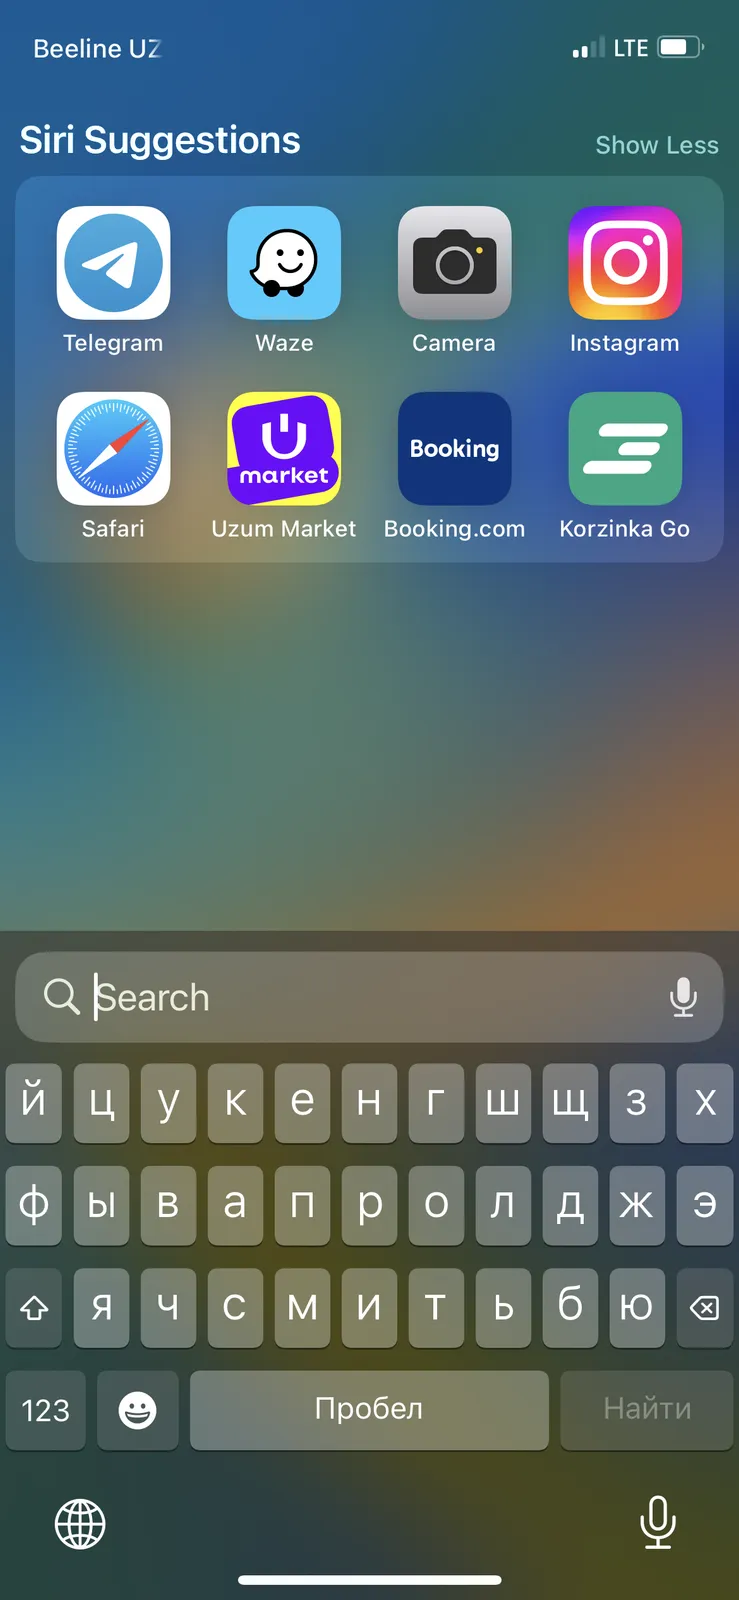 Beeline UZ
LTE
Siri Suggestions
Show Less
Telegram
Waze
Camera
Instagram
Booking
market
Safari
Uzum Market
Booking.com
Korzinka Go
Search
й ц у к е н г ш щ з х
ф ы в а п р о л д ж э
я ч с м и т ь б ю
123
Пробел
Найти